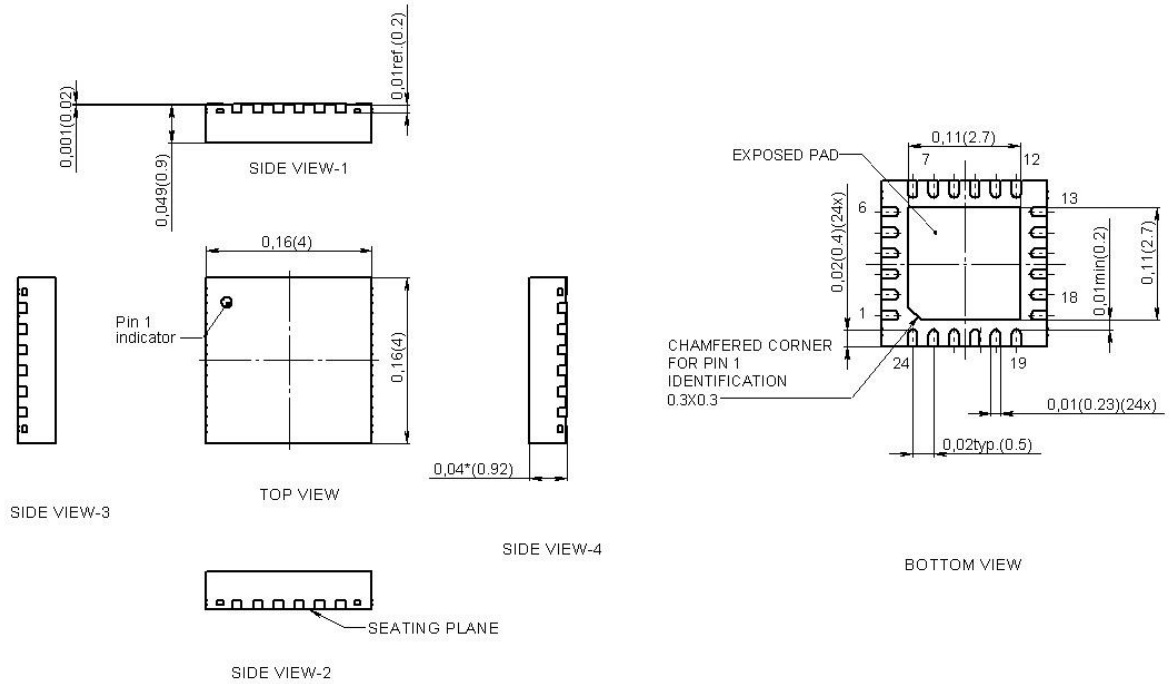 0,001(0.02)
0,049(0.9)
0,01ref.(0.2)
SIDE VIEW-1
0,16(4)
Pin 1
indicator
0,16(4)
TOP VIEW
SIDE VIEW-3
0,04*(0.92)
SIDE VIEW-4
SEATING PLANE
SIDE VIEW-2
0,11(2.7)
EXPOSED PAD
7
12
6
13
0,02(0.4)(24x)
0,01min(0.2)
0,11(2.7)
1
18
CHAMFERED CORNER
FOR PIN 1
IDENTIFICATION
0.3X0.3
24
19
0,01(0.23)(24x)
0,02typ.(0.5)
BOTTOM VIEW